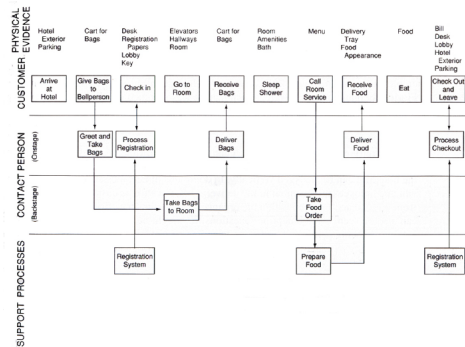 PHYSICAL EVIDENCE
Hotel
Exterior
Parking
Cart for
Bags
Desk
Registration
Papers
Lobby
Key
Elevators
Hallways
Room
Cart for
Bags
Room
Amenities
Bath
Menu
Delivery
Tray
Food
Appearance
Food
Bill
Desk
Lobby
Hotel
Exterior
Parking
CUSTOMER
Arrive
at
Hotel
Give Bags
to
Bellperson
Check in
Go to
Room
Receive
Bags
Sleep
Shower
Call
Room
Service
Receive
Food
Eat
Check Out
and
Leave
CONTACT PERSON
(Onstage)
Greet and
Take
Bags
Process
Registration
Deliver
Bags
Deliver
Food
Process
Checkout
(Backstage)
Take Bags
to Room
Take
Food
Order
SUPPORT PROCESSES
Registration
System
Prepare
Food
Registration
System